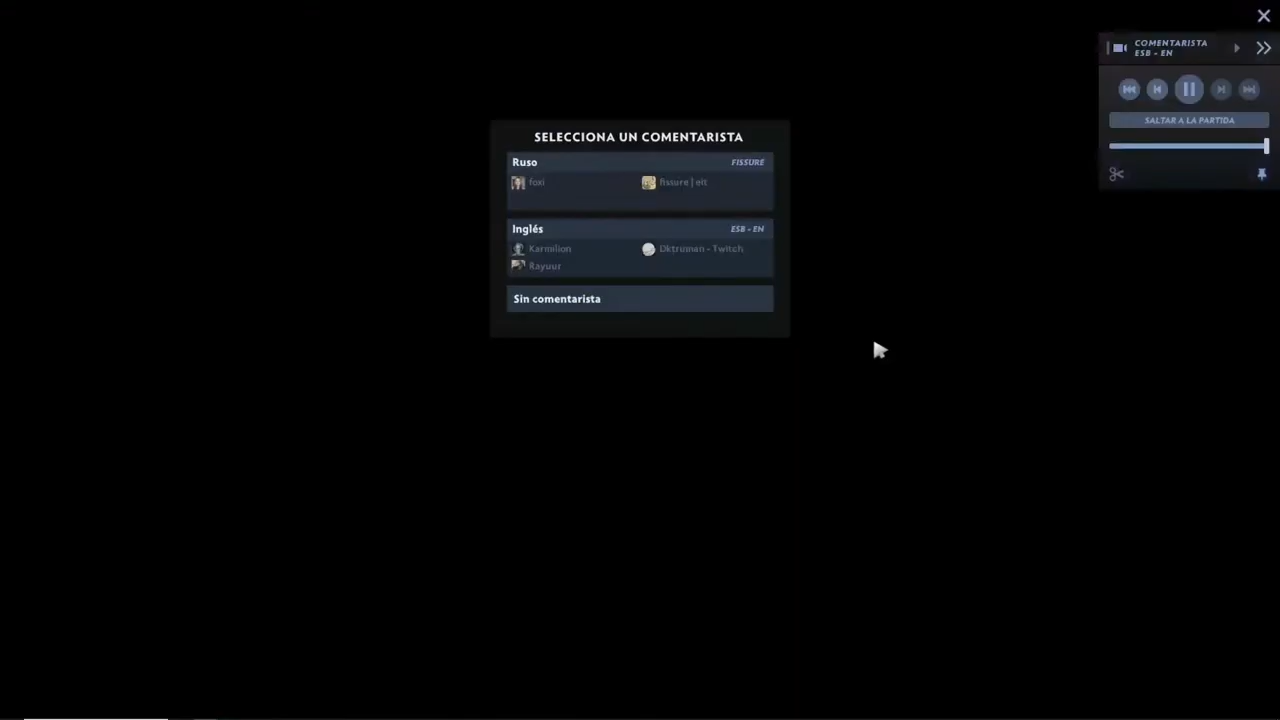 COMENTARISTA
ESB - EN
SALTAR A LA PARTIDA
SELECCIONA UN COMENTARISTA
Ruso FISSURE
foxi fissure | eit
Inglés ESB - EN
Karmilion Dktruman - Twitch
Rayuur
Sin comentarista